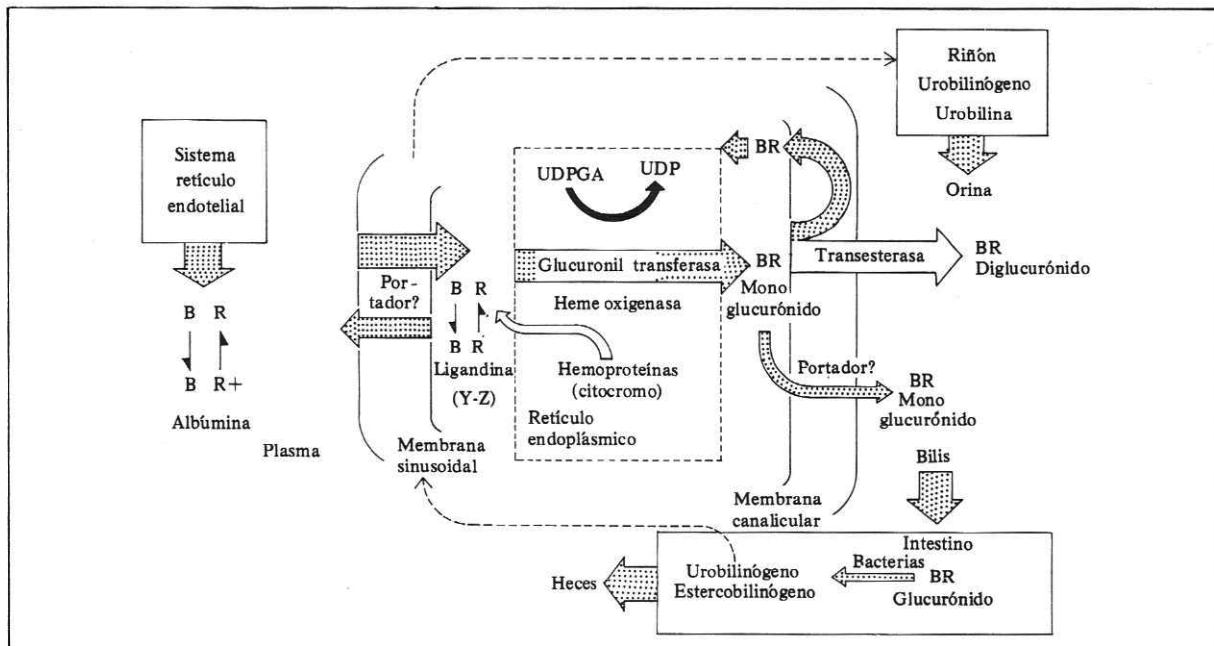 Riñón
Urobilinógeno
Urobilina
Orina
Sistema
retículo
endotelial
B R
B R+
Albúmina
Plasma
Por-
tador?
Membrana
sinusoidal
B R
B R
Ligandina
(Y-Z)
UDPGA UDP
Glucuronil transferasa
Heme oxigenasa
Hemoproteínas
(citocromo)
Retículo
endoplásmico
BR
BR
Mono
glucurónido
Transesterasa
BR
Diglucurónido
Portador?
BR
Mono
glucurónido
Bilis
Membrana
canalicular
Intestino
Bacterias
BR
Glucurónido
Urobilinógeno
Estercobilinógeno
Heces